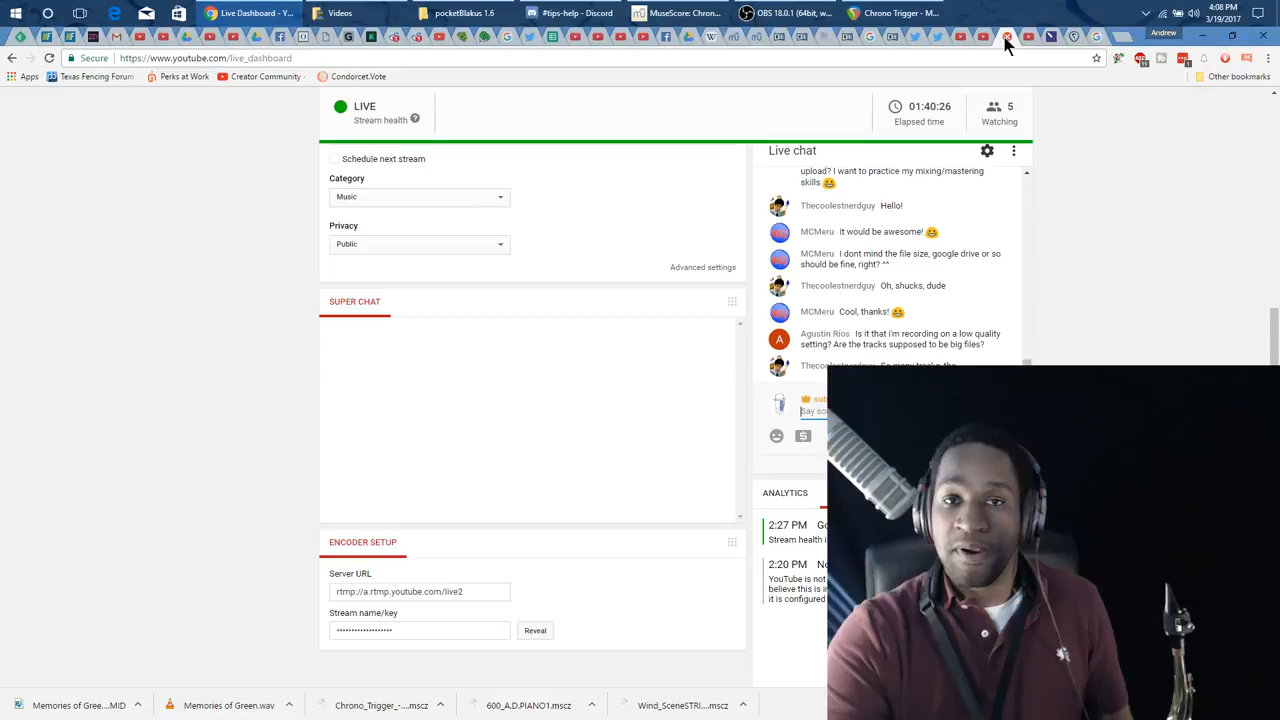 Live Dashboard - Y...
Videos
pocketBlakus 1.6
#tips-help - Discord
MuseScore: Chron...
OBS 18.0.1 (64bit, w...
Chrono Trigger - M...
4:08 PM
3/19/2017
Andrew
Secure
https://www.youtube.com/live_dashboard
Apps
Texas Fencing Forum
Perks at Work
Creator Community
Condorcet.Vote
Other bookmarks
LIVE
Stream health
01:40:26
Elapsed time
5
Watching
Schedule next stream
Category
Music
Privacy
Public
Advanced settings
SUPER CHAT
ENCODER SETUP
Server URL
rtmp://a.rtmp.youtube.com/live2
Stream name/key
Reveal
Live chat
upload? I want to practice my mixing/mastering
skills
Thecoolestnerdguy Hello!
MCMeru It would be awesome!
MCMeru I dont mind the file size, google drive or so
should be fine, right? ^^
Thecoolestnerdguy Oh, shucks, dude
MCMeru Cool, thanks!
Agustin Ríos Is it that i'm recording on a low quality
setting? Are the tracks supposed to be big files?
ANALYTICS
2:27 PM
Stream health i
2:20 PM
YouTube is not
believe this is i
it is configured
Memories of Gree....MID
Memories of Green.wav
Chrono_Trigger_-....mscz
600_A.D.PIANO1.mscz
Wind_SceneSTRI....mscz